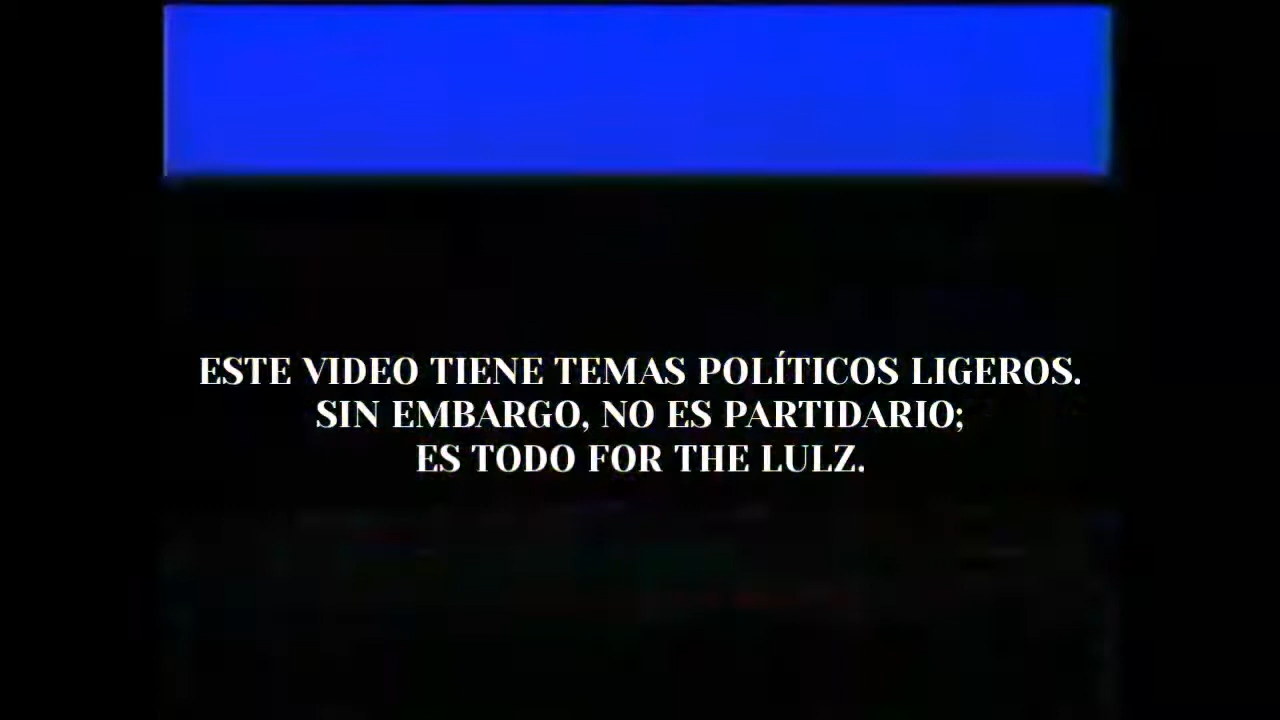 ESTE VIDEO TIENE TEMAS POLÍTICOS LIGEROS.
SIN EMBARGO, NO ES PARTIDARIO;
ES TODO FOR THE LULZ.